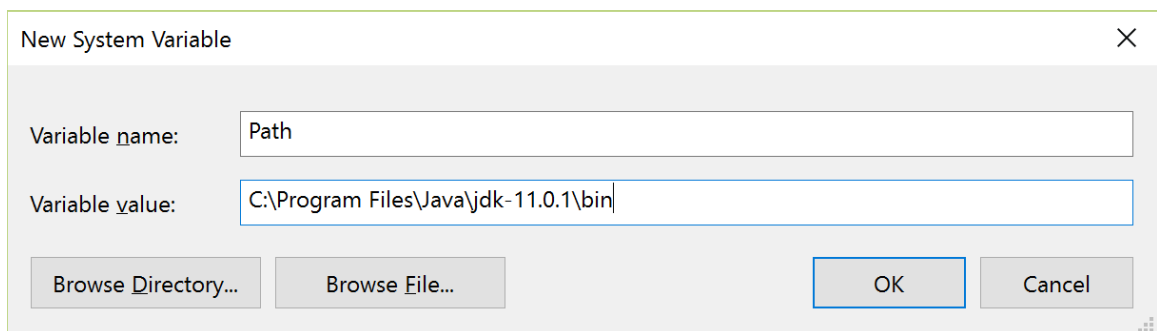 New System Variable
Variable name:
Path
Variable value:
C:\Program Files\Java\jdk-11.0.1\bin
Browse Directory...
Browse File...
OK
Cancel